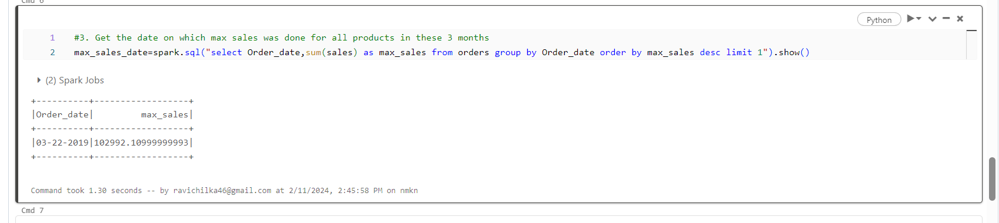 Cmd 6
Python
1 #3. Get the date on which max sales was done for all products in these 3 months
2 max_sales_date=spark.sql("select Order_date,sum(sales) as max_sales from orders group by Order_date order by max_sales desc limit 1").show()
(2) Spark Jobs
+----------+------------------+
|Order_date|         max_sales|
+----------+------------------+
|03-22-2019|102992.10999999993|
+----------+------------------+
Command took 1.30 seconds -- by ravichilka46@gmail.com at 2/11/2024, 2:45:58 PM on nmkn
Cmd 7